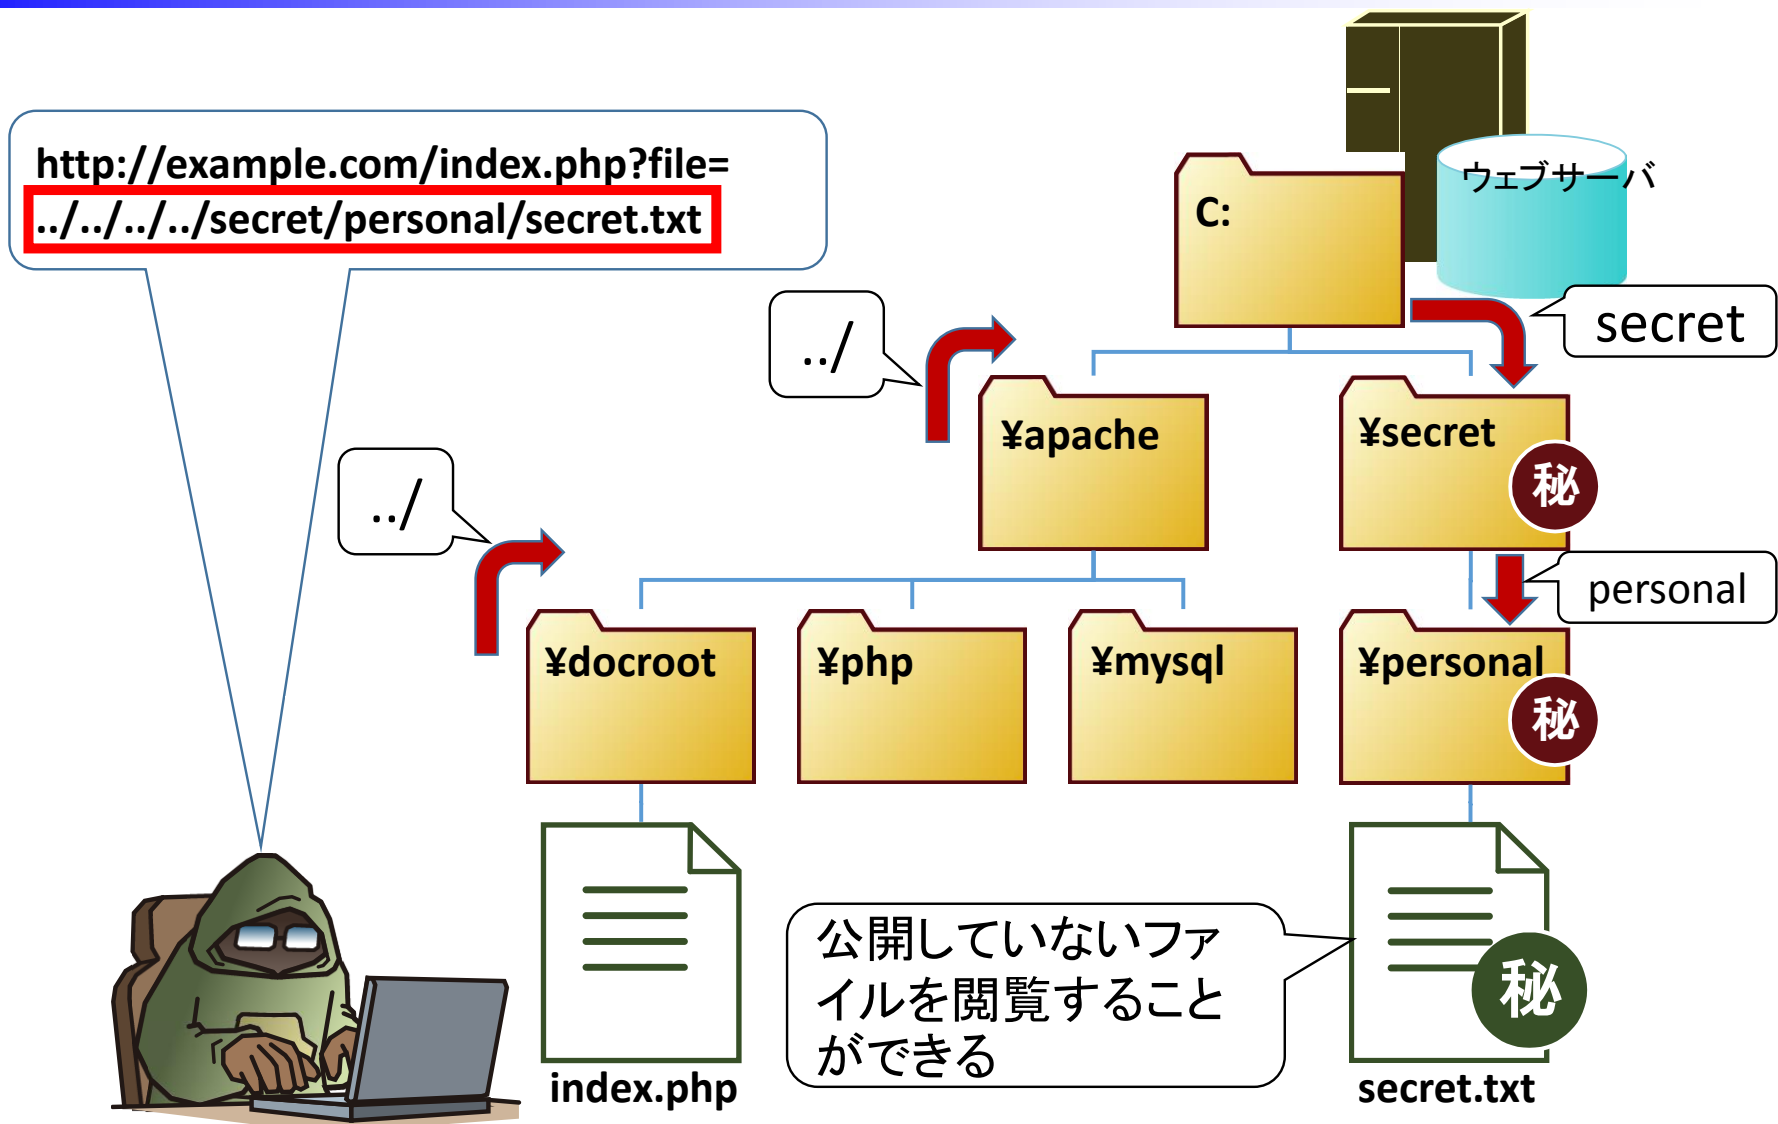 http://example.com/index.php?file=
../../../../secret/personal/secret.txt
ウェブサーバ
C:
secret
../
¥apache
¥secret
秘
../
personal
¥docroot
¥php
¥mysql
¥personal
秘
公開していないファ
イルを閲覧すること
ができる
秘
index.php
secret.txt